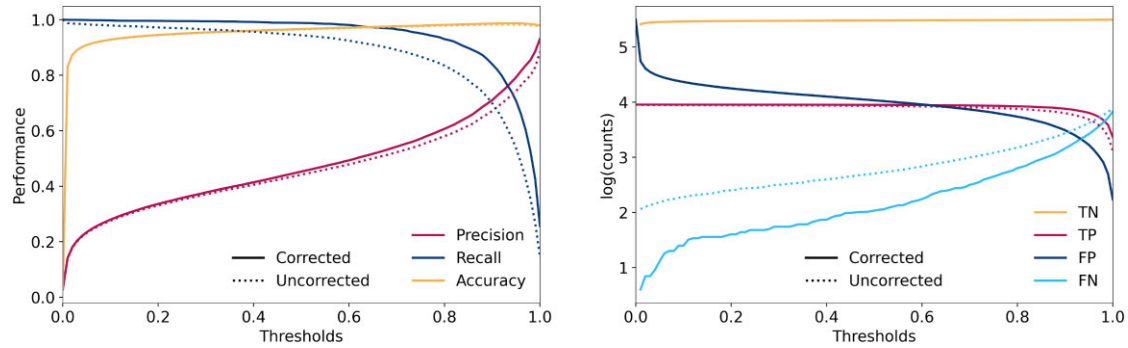 1.0
0.8
0.6
0.4
0.2
0.0
Performance
0.0 0.2 0.4 0.6 0.8 1.0
Thresholds
Corrected
Uncorrected
Precision
Recall
Accuracy
5
4
3
2
1
log(counts)
0.0 0.2 0.4 0.6 0.8 1.0
Thresholds
Corrected
Uncorrected
TN
TP
FP
FN